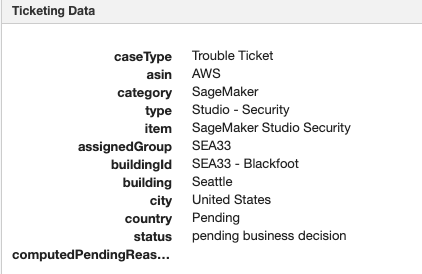 Ticketing Data
caseType Trouble Ticket
asin AWS
category SageMaker
type Studio - Security
item SageMaker Studio Security
assignedGroup SEA33
buildingId SEA33 - Blackfoot
building Seattle
city United States
country Pending
status pending business decision
computedPendingReas...